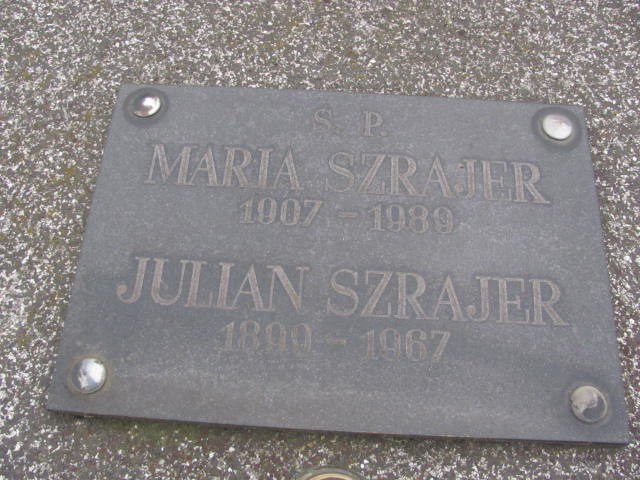 Ś. P.
MARIA SZRAJER
1907 - 1989
JULIAN SZRAJER
1899 - 1967